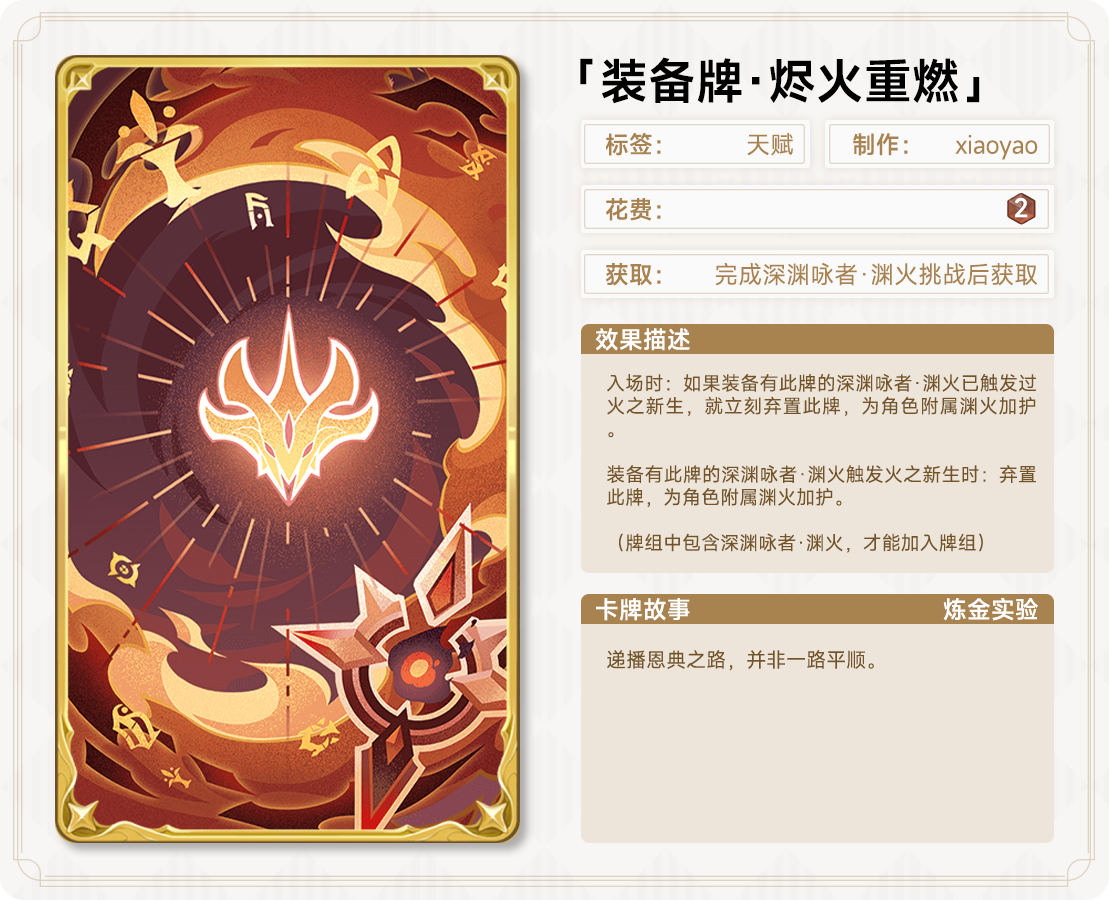 「装备牌·烬火重燃」
标签： 天赋 制作： xiaoyao
花费： 2
获取： 完成深渊咏者·渊火挑战后获取
效果描述
入场时：如果装备有此牌的深渊咏者·渊火已触发过
火之新生，就立刻弃置此牌，为角色附属渊火加护
。
装备有此牌的深渊咏者·渊火触发火之新生时：弃置
此牌，为角色附属渊火加护。
（牌组中包含深渊咏者·渊火，才能加入牌组）
卡牌故事 炼金实验
递播恩典之路，并非一路平顺。